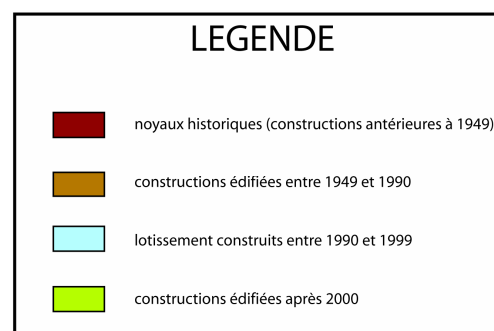 LEGENDE
noyaux historiques (constructions antérieures à 1949)
constructions édifiées entre 1949 et 1990
lotissement construits entre 1990 et 1999
constructions édifiées après 2000